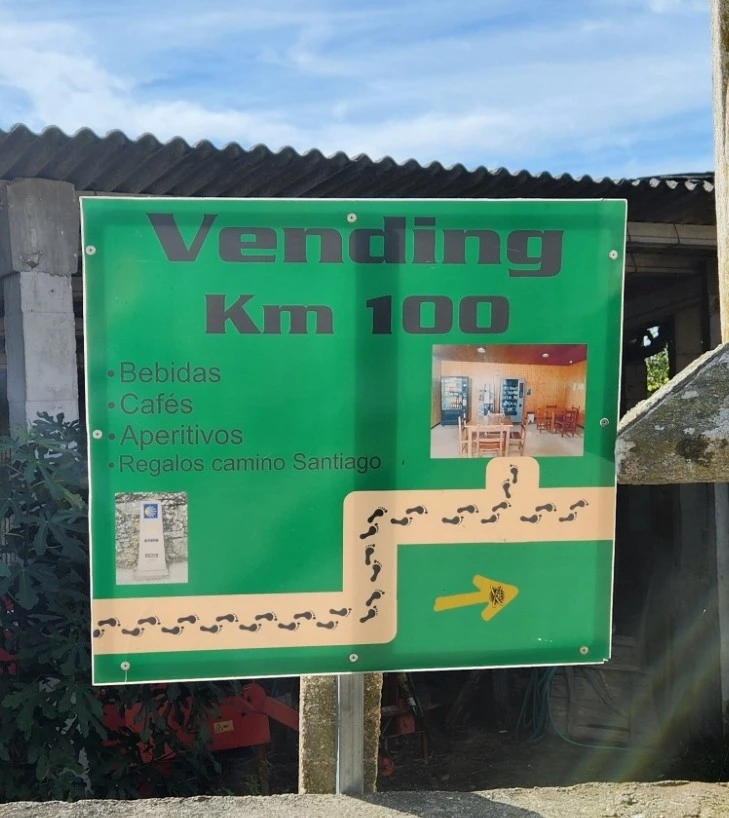 Vending
Km 100
• Bebidas
• Cafés
• Aperitivos
• Regalos camino Santiago